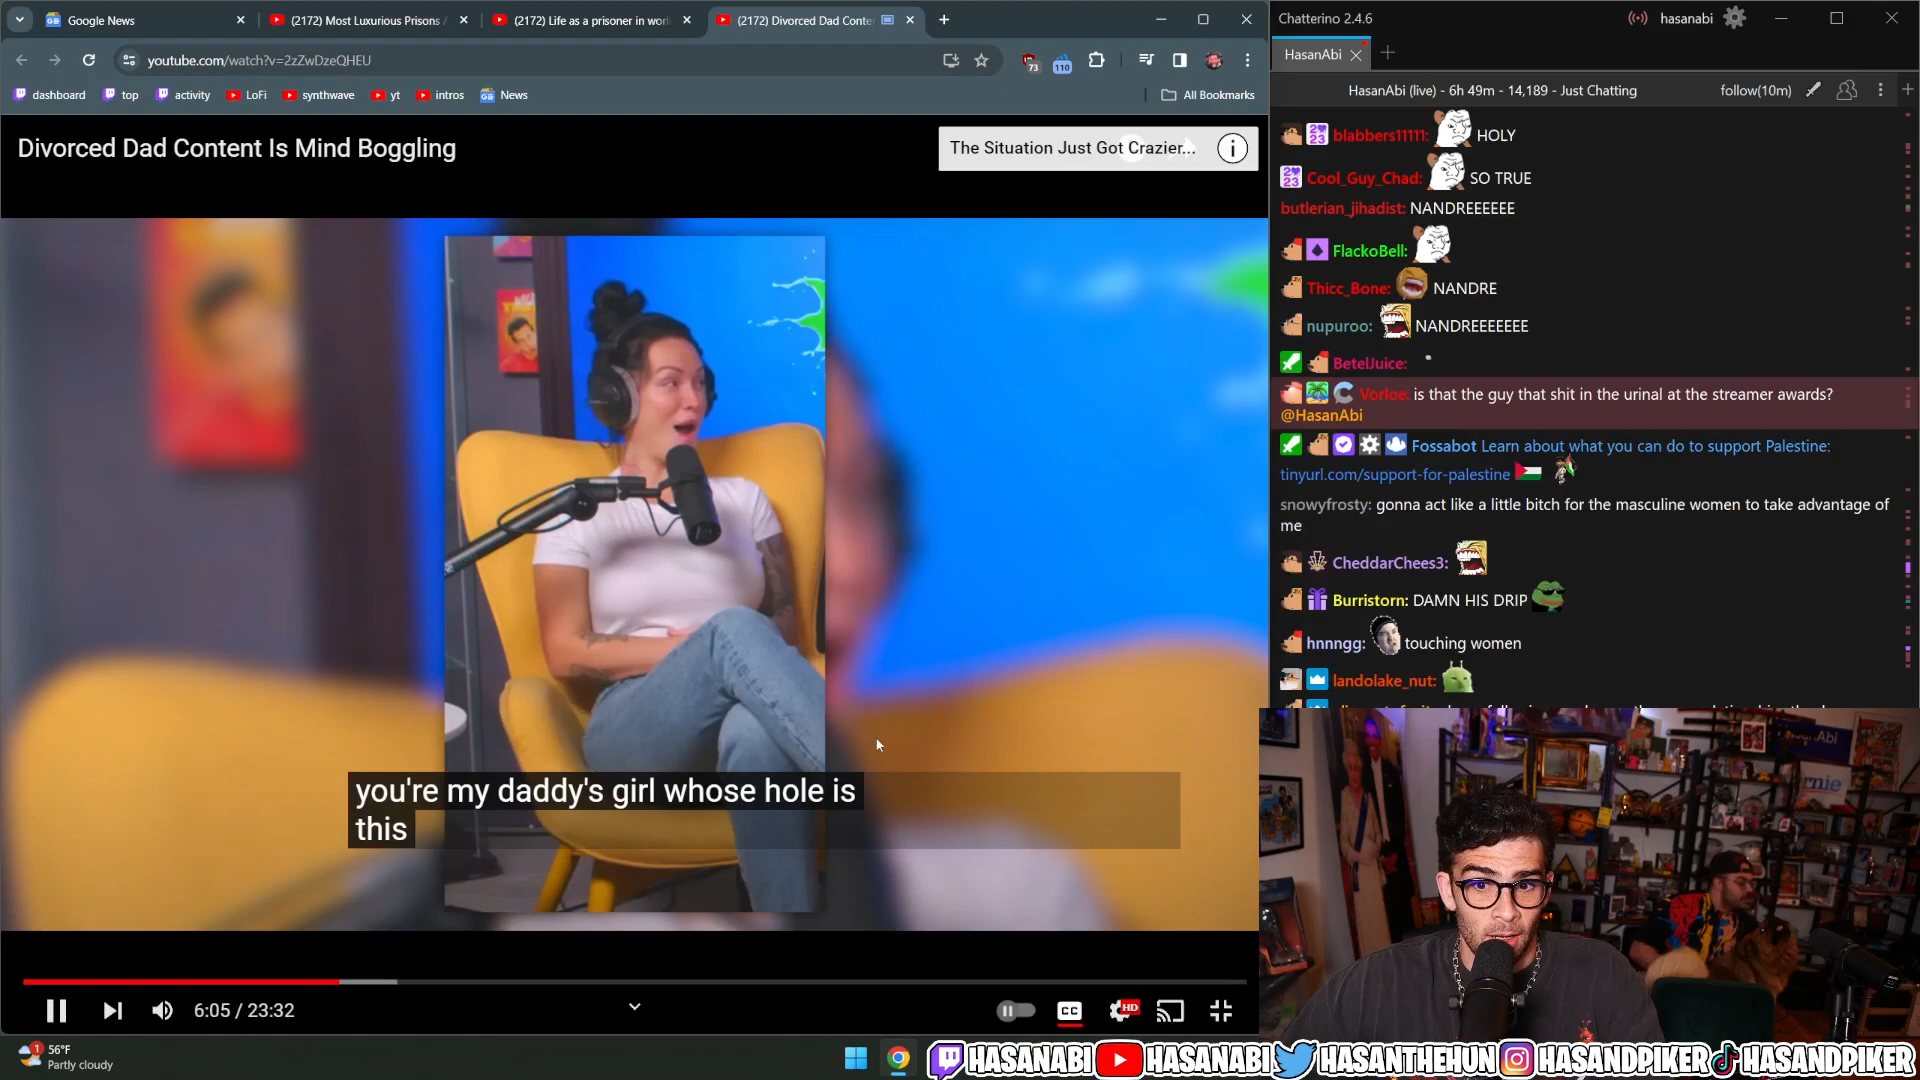 Google News
(2172) Most Luxurious Prisons
(2172) Life as a prisoner in wor
(2172) Divorced Dad Conte
youtube.com/watch?v=2zZwDzeQHEU
73
110
dashboard
top
activity
LoFi
synthwave
yt
intros
News
All Bookmarks
Divorced Dad Content Is Mind Boggling
The Situation Just Got Crazier...
you're my daddy's girl whose hole is
this
6:05 / 23:32
CC
HD
Chatterino 2.4.6
hasanabi
HasanAbi
HasanAbi (live) - 6h 49m - 14,189 - Just Chatting
follow(10m)
blabbers11111: HOLY
Cool_Guy_Chad: SO TRUE
butlerian_jihadist: NANDREEEEEE
FlackoBell:
Thicc_Bone: NANDRE
nupuroo: NANDREEEEEEE
BetelJuice:
Vorloe: is that the guy that shit in the urinal at the streamer awards?
@HasanAbi
Fossabot Learn about what you can do to support Palestine:
tinyurl.com/support-for-palestine
snowyfrosty: gonna act like a little bitch for the masculine women to take advantage of
me
CheddarChees3:
Burristorn: DAMN HIS DRIP
hnnngg: touching women
landolake_nut:
1
56°F
Partly cloudy
HASANABI
HASANABI
HASANTHEHUN
HASANDPIKER
HASANDPIKER